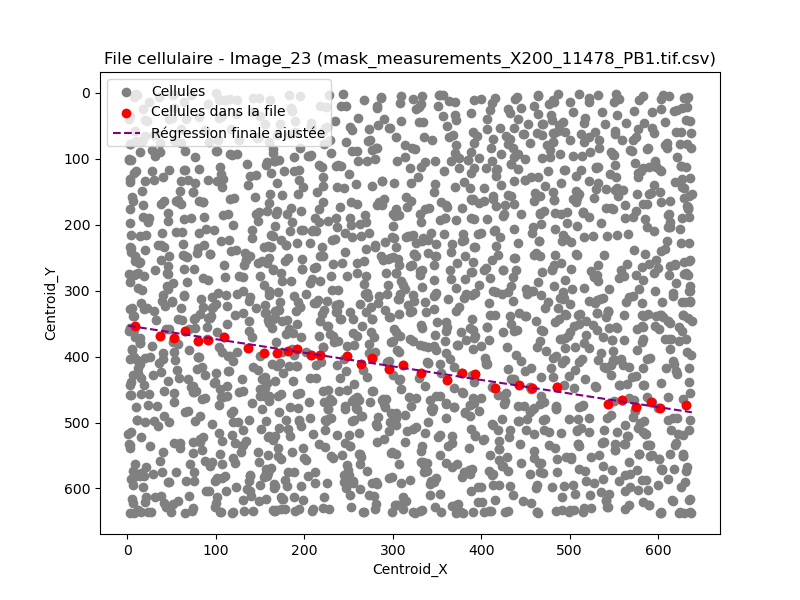 File cellulaire - Image_23 (mask_measurements_X200_11478_PB1.tif.csv)
Cellules
Cellules dans la file
Régression finale ajustée
0
100
200
300
400
500
600
Centroid_Y
0 100 200 300 400 500 600
Centroid_X